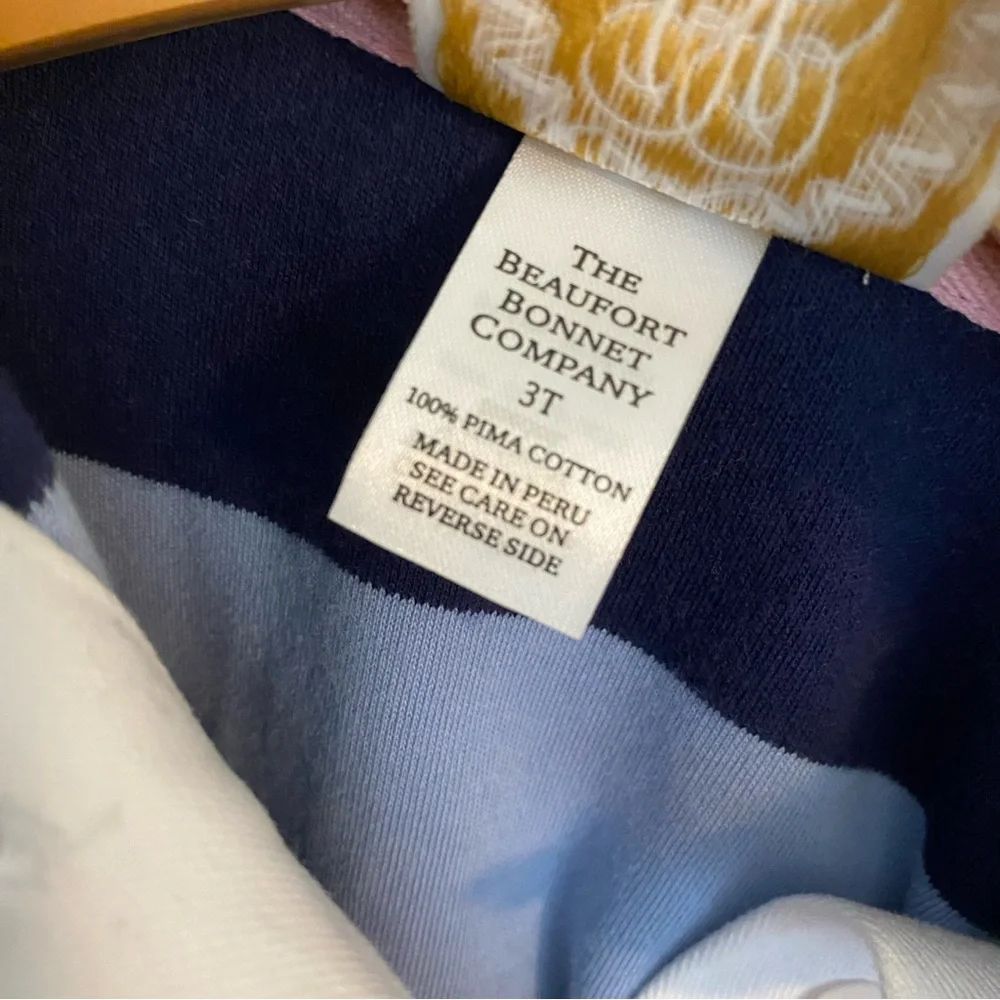 THE
BEAUFORT
BONNET
COMPANY
3T
100% PIMA COTTON
MADE IN PERU
SEE CARE ON
REVERSE SIDE